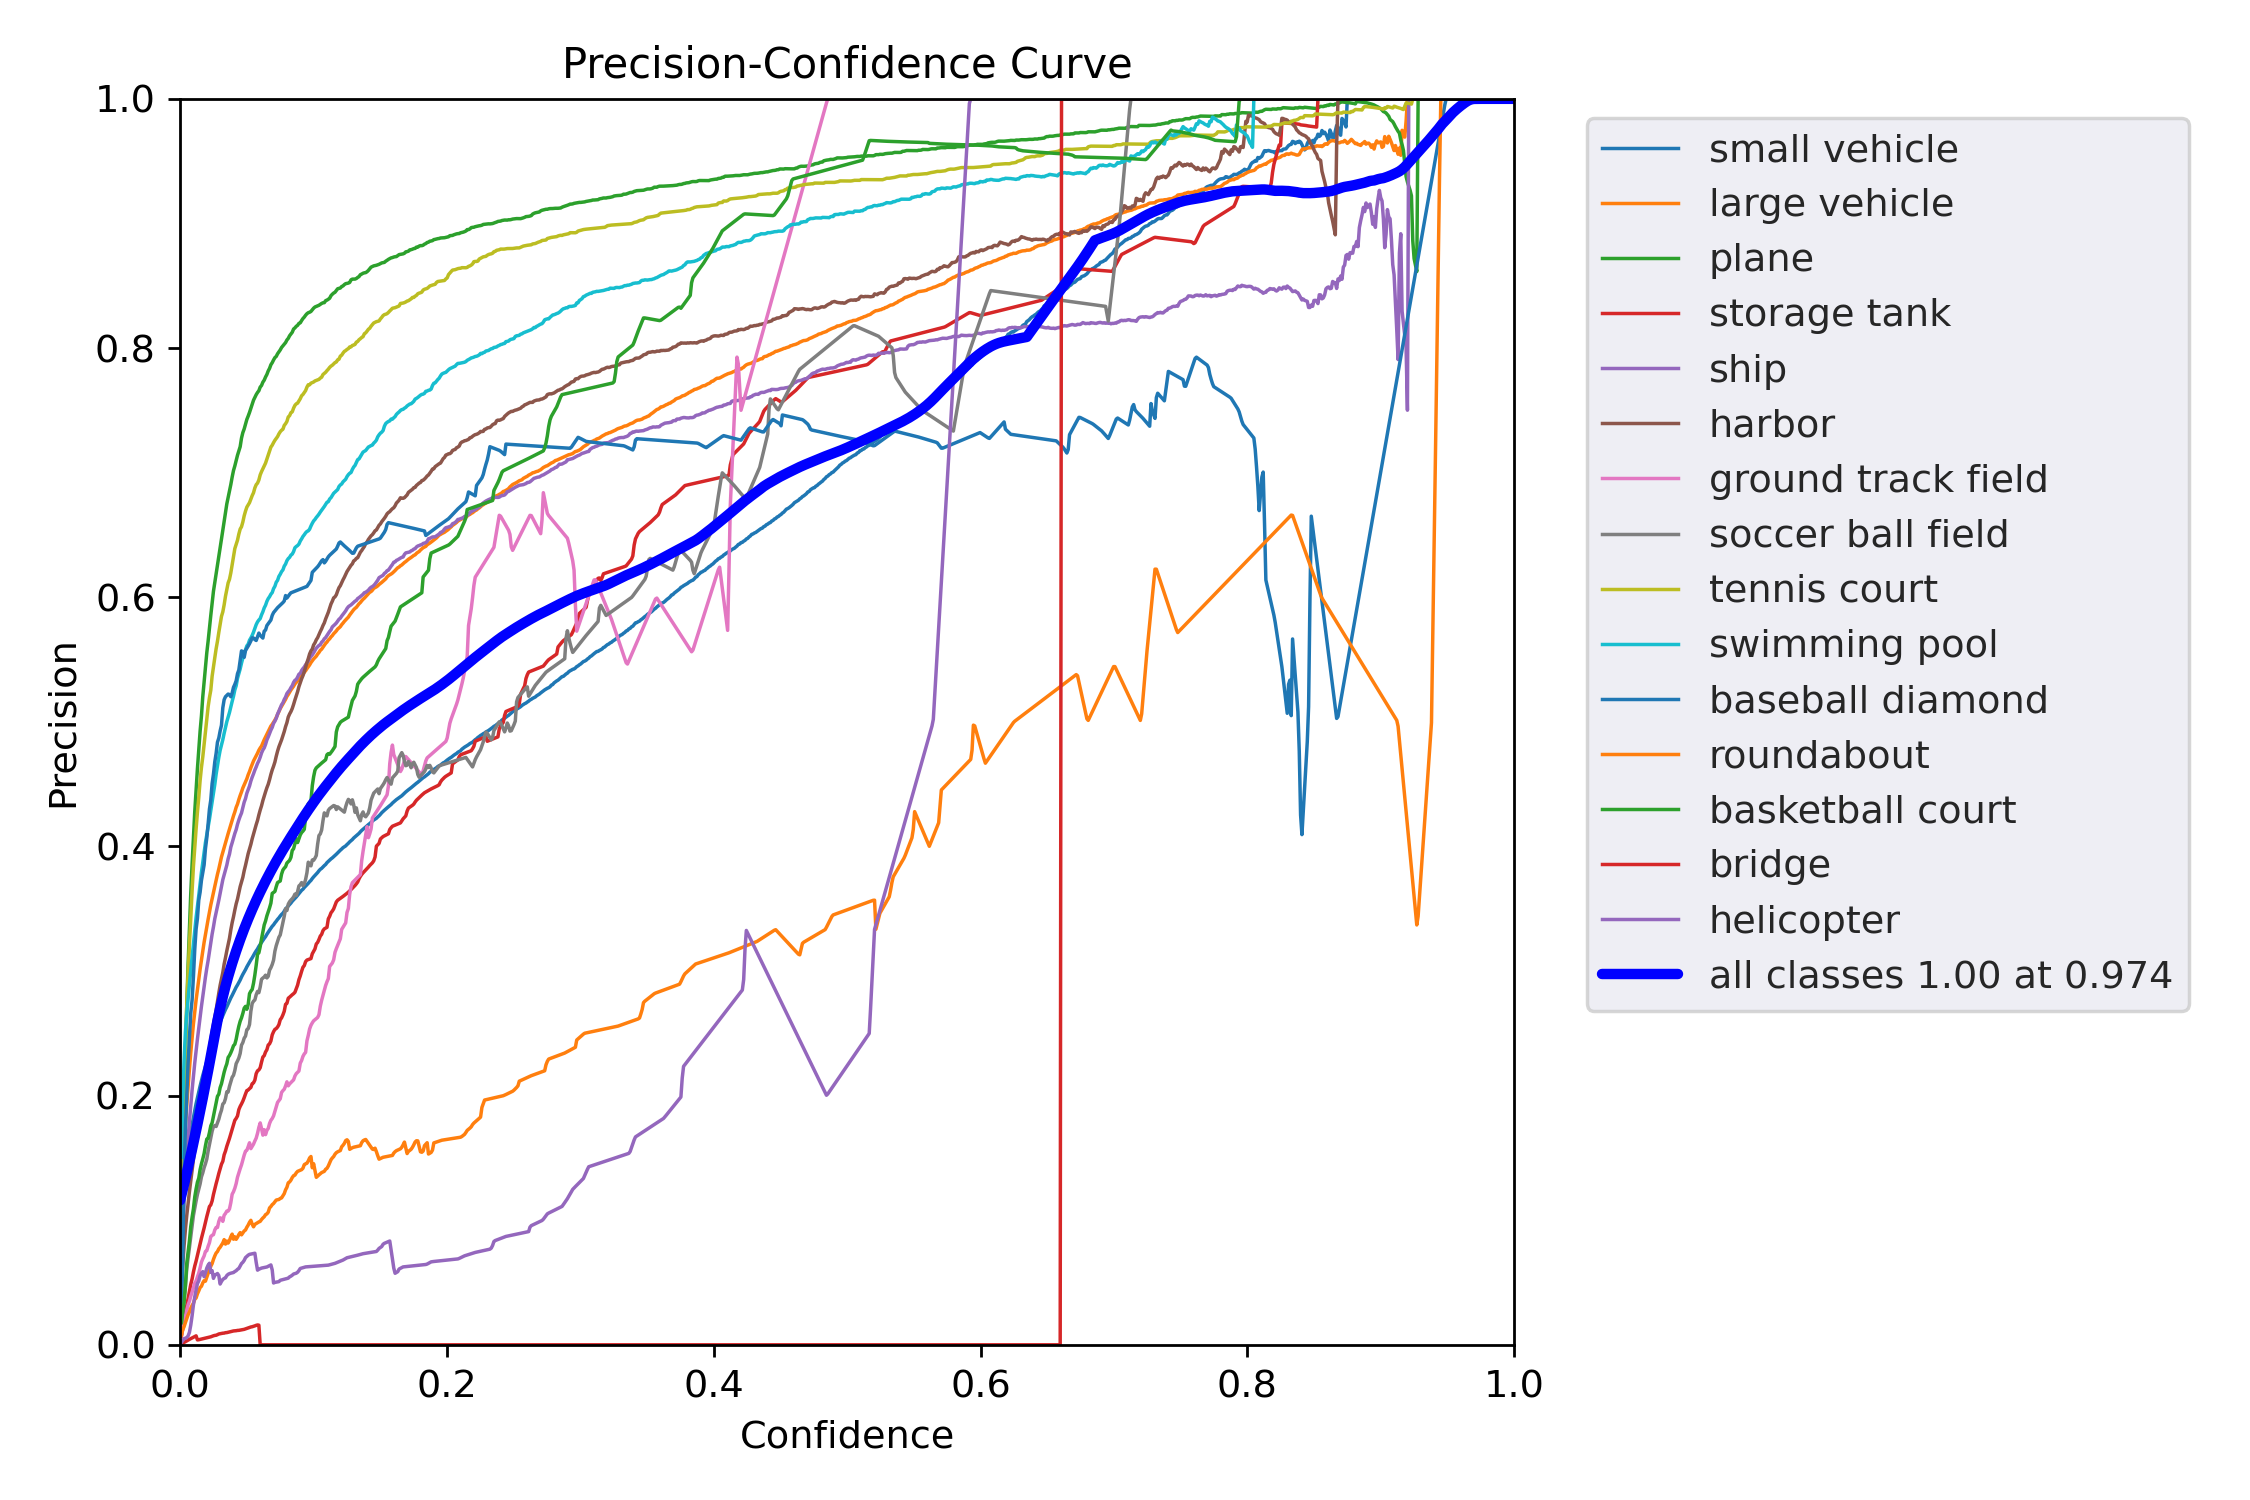 Precision-Confidence Curve
1.0
0.8
0.6
0.4
0.2
0.0
Precision
0.0 0.2 0.4 0.6 0.8 1.0
Confidence
small vehicle
large vehicle
plane
storage tank
ship
harbor
ground track field
soccer ball field
tennis court
swimming pool
baseball diamond
roundabout
basketball court
bridge
helicopter
all classes 1.00 at 0.974